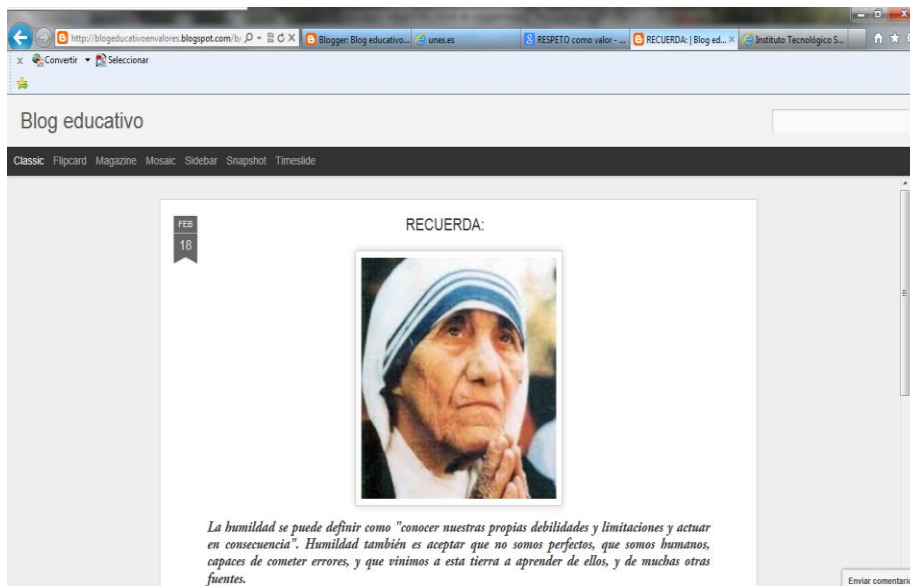 http://blogeducativoenvalores.blogspot.com/b
Blogger: Blog educativo...
unex.es
RESPETO como valor - ...
RECUERDA: | Blog ed...
Instituto Tecnológico S...
x Convertir Seleccionar
Blog educativo
Classic Flipcard Magazine Mosaic Sidebar Snapshot Timeslide
FEB
18
RECUERDA:
La humildad se puede definir como "conocer nuestras propias debilidades y limitaciones y actuar
en consecuencia". Humildad también es aceptar que no somos perfectos, que somos humanos,
capaces de cometer errores, y que vinimos a esta tierra a aprender de ellos, y de muchas otras
fuentes.
Enviar comentari